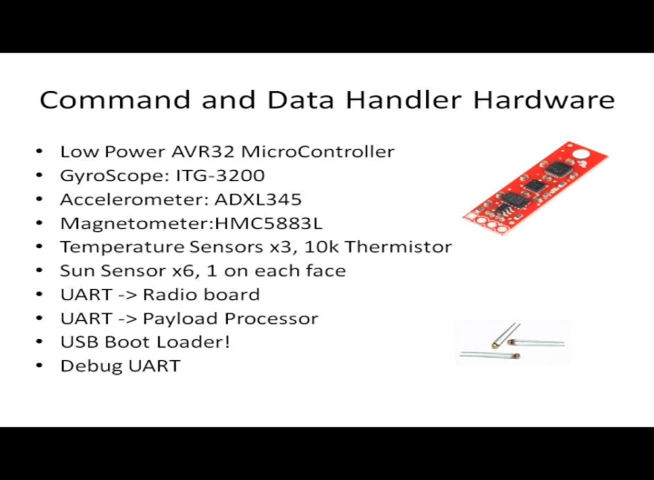 Command and Data Handler Hardware
• Low Power AVR32 MicroController
• GyroScope: ITG-3200
• Accelerometer: ADXL345
• Magnetometer:HMC5883L
• Temperature Sensors x3, 10k Thermistor
• Sun Sensor x6, 1 on each face
• UART -> Radio board
• UART -> Payload Processor
• USB Boot Loader!
• Debug UART